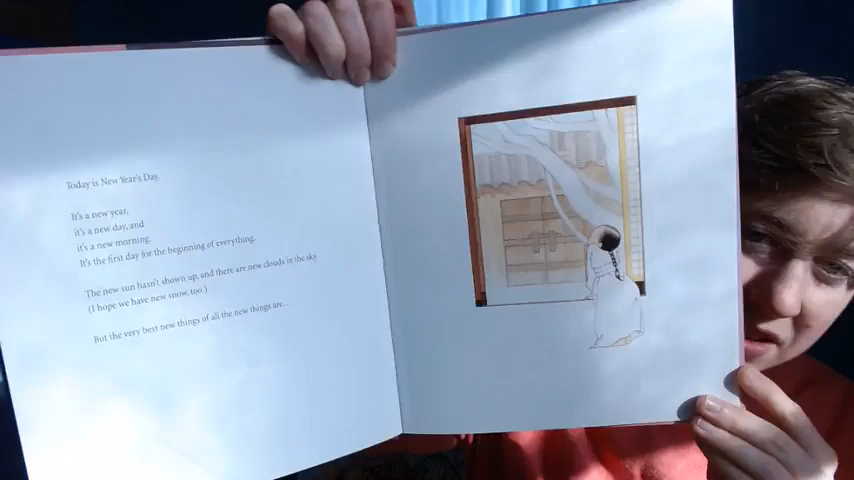 Today is New Year's Day.
It's a new year,
it's a new day, and
it's a new morning.
It's the first day for the beginning of everything.
The new sun hasn't shown up, and there are new clouds in the sky
(I hope we have new snow, too.)
But the very best new things of all the new things are...